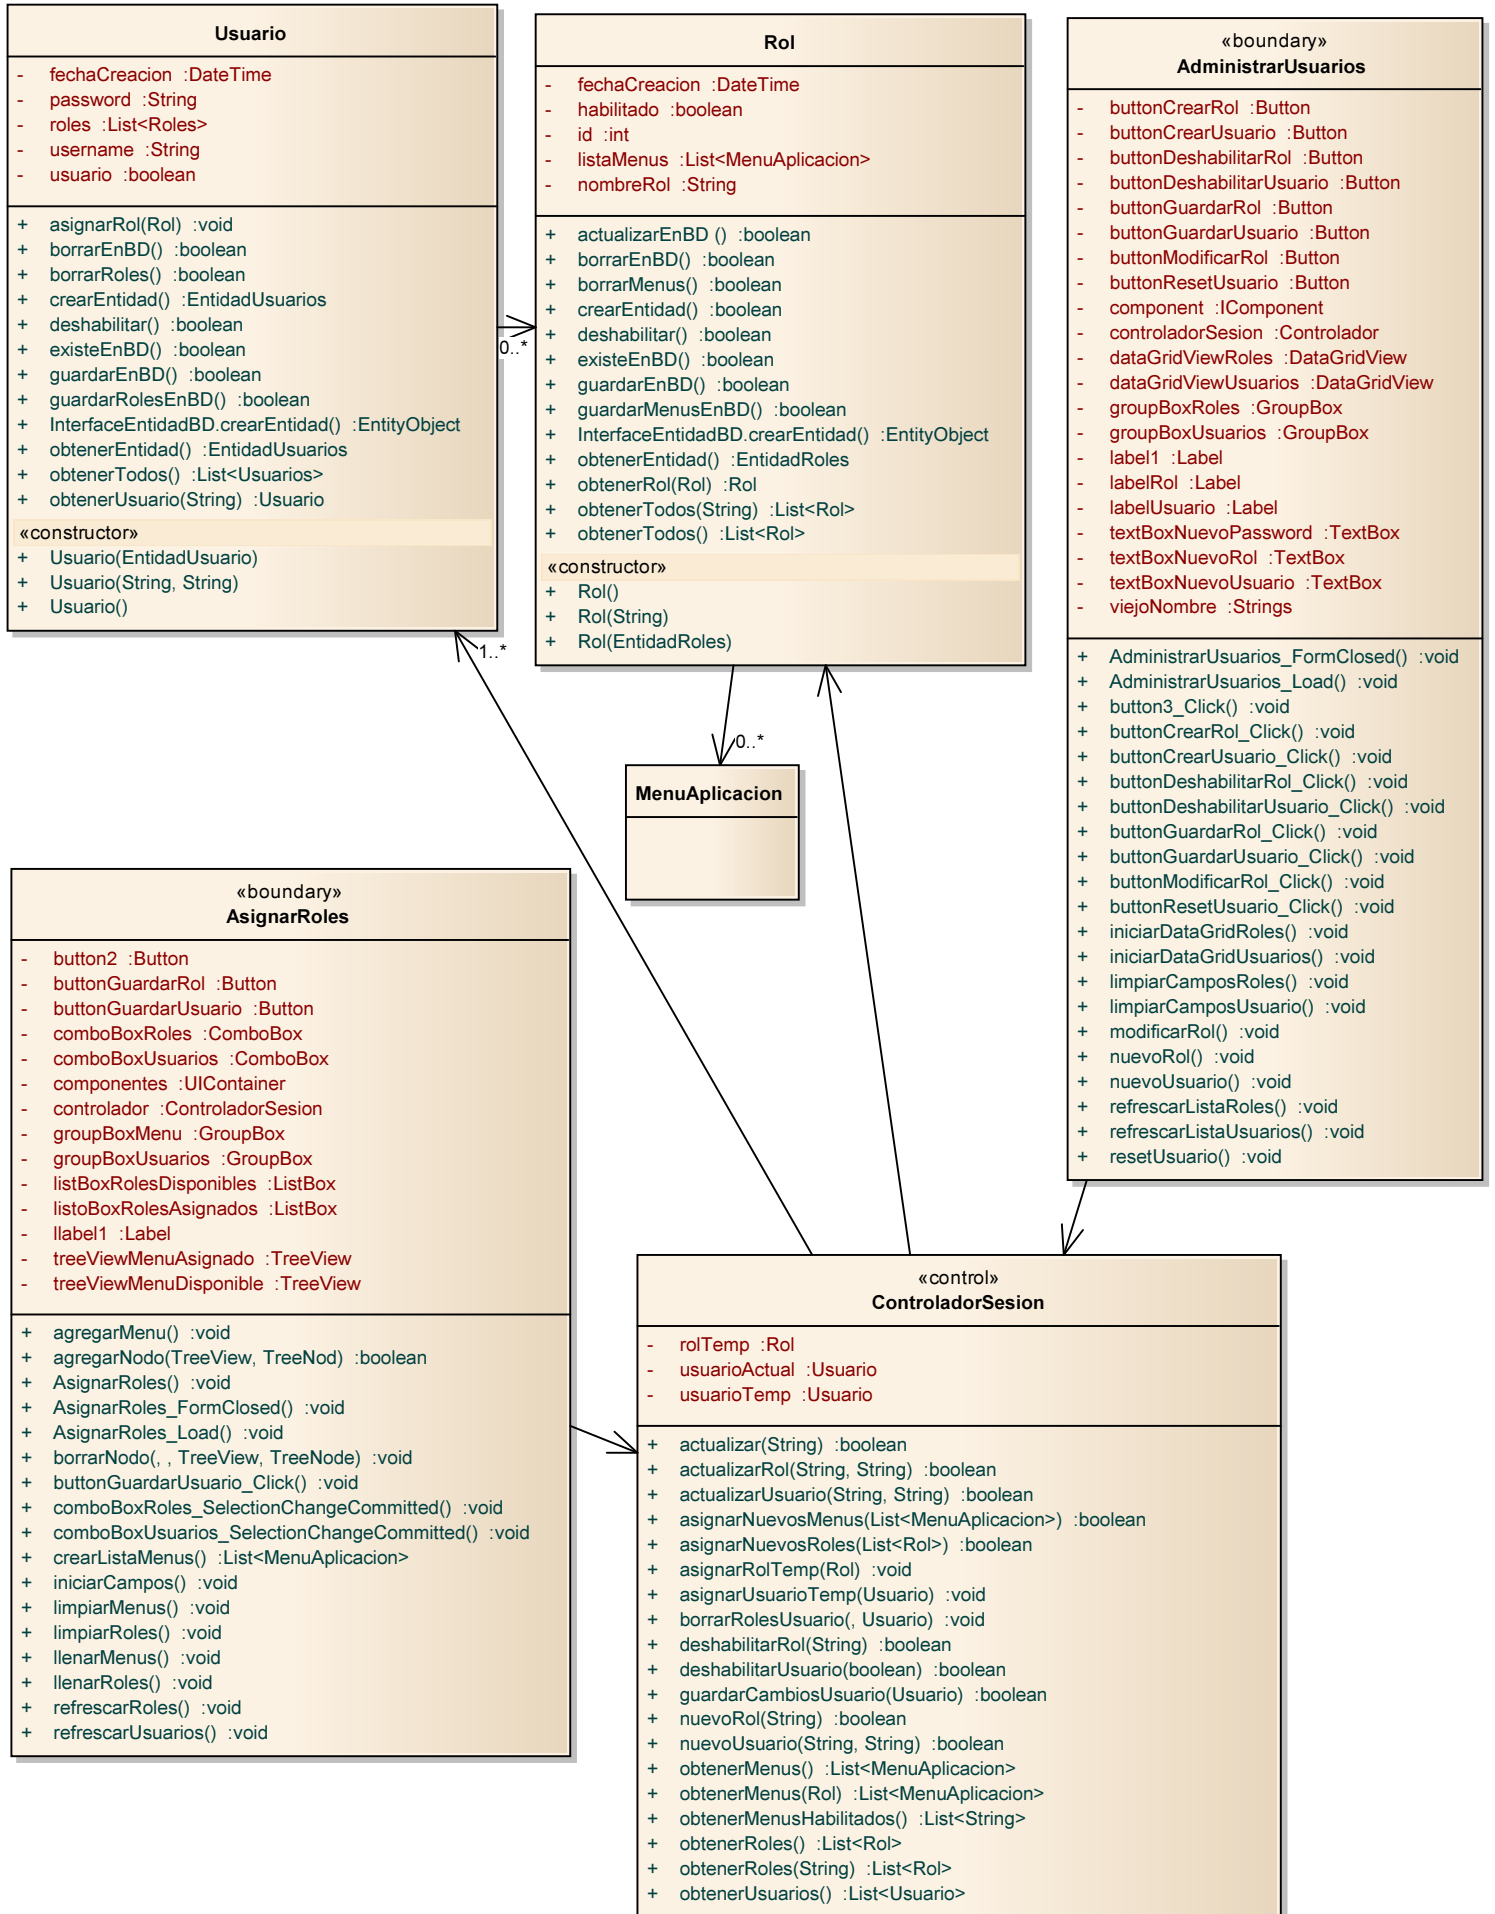 Usuario
- fechaCreacion :DateTime
- password :String
- roles :List<Roles>
- username :String
- usuario :boolean
+ asignarRol(Rol) :void
+ borrarEnBD() :boolean
+ borrarRoles() :boolean
+ crearEntidad() :EntidadUsuarios
+ deshabilitar() :boolean
+ existeEnBD() :boolean
+ guardarEnBD() :boolean
+ guardarRolesEnBD() :boolean
+ InterfaceEntidadBD.crearEntidad() :EntityObject
+ obtenerEntidad() :EntidadUsuarios
+ obtenerTodos() :List<Usuarios>
+ obtenerUsuario(String) :Usuario
«constructor»
+ Usuario(EntidadUsuario)
+ Usuario(String, String)
+ Usuario()
0..*
1..*
Rol
- fechaCreacion :DateTime
- habilitado :boolean
- id :int
- listaMenus :List<MenuAplicacion>
- nombreRol :String
+ actualizarEnBD () :boolean
+ borrarEnBD() :boolean
+ borrarMenus() :boolean
+ crearEntidad() :boolean
+ deshabilitar() :boolean
+ existeEnBD() :boolean
+ guardarEnBD() :boolean
+ guardarMenusEnBD() :boolean
+ InterfaceEntidadBD.crearEntidad() :EntityObject
+ obtenerEntidad() :EntidadRoles
+ obtenerRol(Rol) :Rol
+ obtenerTodos(String) :List<Rol>
+ obtenerTodos() :List<Rol>
«constructor»
+ Rol()
+ Rol(String)
+ Rol(EntidadRoles)
0..*
MenuAplicacion
«boundary»
AdministrarUsuarios
- buttonCrearRol :Button
- buttonCrearUsuario :Button
- buttonDeshabilitarRol :Button
- buttonDeshabilitarUsuario :Button
- buttonGuardarRol :Button
- buttonGuardarUsuario :Button
- buttonModificarRol :Button
- buttonResetUsuario :Button
- component :IComponent
- controladorSesion :Controlador
- dataGridViewRoles :DataGridView
- dataGridViewUsuarios :DataGridView
- groupBoxRoles :GroupBox
- groupBoxUsuarios :GroupBox
- label1 :Label
- labelRol :Label
- labelUsuario :Label
- textBoxNuevoPassword :TextBox
- textBoxNuevoRol :TextBox
- textBoxNuevoUsuario :TextBox
- viejoNombre :Strings
+ AdministrarUsuarios_FormClosed() :void
+ AdministrarUsuarios_Load() :void
+ button3_Click() :void
+ buttonCrearRol_Click() :void
+ buttonCrearUsuario_Click() :void
+ buttonDeshabilitarRol_Click() :void
+ buttonDeshabilitarUsuario_Click() :void
+ buttonGuardarRol_Click() :void
+ buttonGuardarUsuario_Click() :void
+ buttonModificarRol_Click() :void
+ buttonResetUsuario_Click() :void
+ iniciarDataGridRoles() :void
+ iniciarDataGridUsuarios() :void
+ limpiarCamposRoles() :void
+ limpiarCamposUsuario() :void
+ modificarRol() :void
+ nuevoRol() :void
+ nuevoUsuario() :void
+ refrescarListaRoles() :void
+ refrescarListaUsuarios() :void
+ resetUsuario() :void
«boundary»
AsignarRoles
- button2 :Button
- buttonGuardarRol :Button
- buttonGuardarUsuario :Button
- comboBoxRoles :ComboBox
- comboBoxUsuarios :ComboBox
- componentes :UIContainer
- controlador :ControladorSesion
- groupBoxMenu :GroupBox
- groupBoxUsuarios :GroupBox
- listBoxRolesDisponibles :ListBox
- listoBoxRolesAsignados :ListBox
- llabel1 :Label
- treeViewMenuAsignado :TreeView
- treeViewMenuDisponible :TreeView
+ agregarMenu() :void
+ agregarNodo(TreeView, TreeNod) :boolean
+ AsignarRoles() :void
+ AsignarRoles_FormClosed() :void
+ AsignarRoles_Load() :void
+ borrarNodo(, , TreeView, TreeNode) :void
+ buttonGuardarUsuario_Click() :void
+ comboBoxRoles_SelectionChangeCommitted() :void
+ comboBoxUsuarios_SelectionChangeCommitted() :void
+ crearListaMenus() :List<MenuAplicacion>
+ iniciarCampos() :void
+ limpiarMenus() :void
+ limpiarRoles() :void
+ llenarMenus() :void
+ llenarRoles() :void
+ refrescarRoles() :void
+ refrescarUsuarios() :void
«control»
ControladorSesion
- rolTemp :Rol
- usuarioActual :Usuario
- usuarioTemp :Usuario
+ actualizar(String) :boolean
+ actualizarRol(String, String) :boolean
+ actualizarUsuario(String, String) :boolean
+ asignarNuevosMenus(List<MenuAplicacion>) :boolean
+ asignarNuevosRoles(List<Rol>) :boolean
+ asignarRolTemp(Rol) :void
+ asignarUsuarioTemp(Usuario) :void
+ borrarRolesUsuario(, Usuario) :void
+ deshabilitarRol(String) :boolean
+ deshabilitarUsuario(boolean) :boolean
+ guardarCambiosUsuario(Usuario) :boolean
+ nuevoRol(String) :boolean
+ nuevoUsuario(String, String) :boolean
+ obtenerMenus() :List<MenuAplicacion>
+ obtenerMenus(Rol) :List<MenuAplicacion>
+ obtenerMenusHabilitados() :List<String>
+ obtenerRoles() :List<Rol>
+ obtenerRoles(String) :List<Rol>
+ obtenerUsuarios() :List<Usuario>